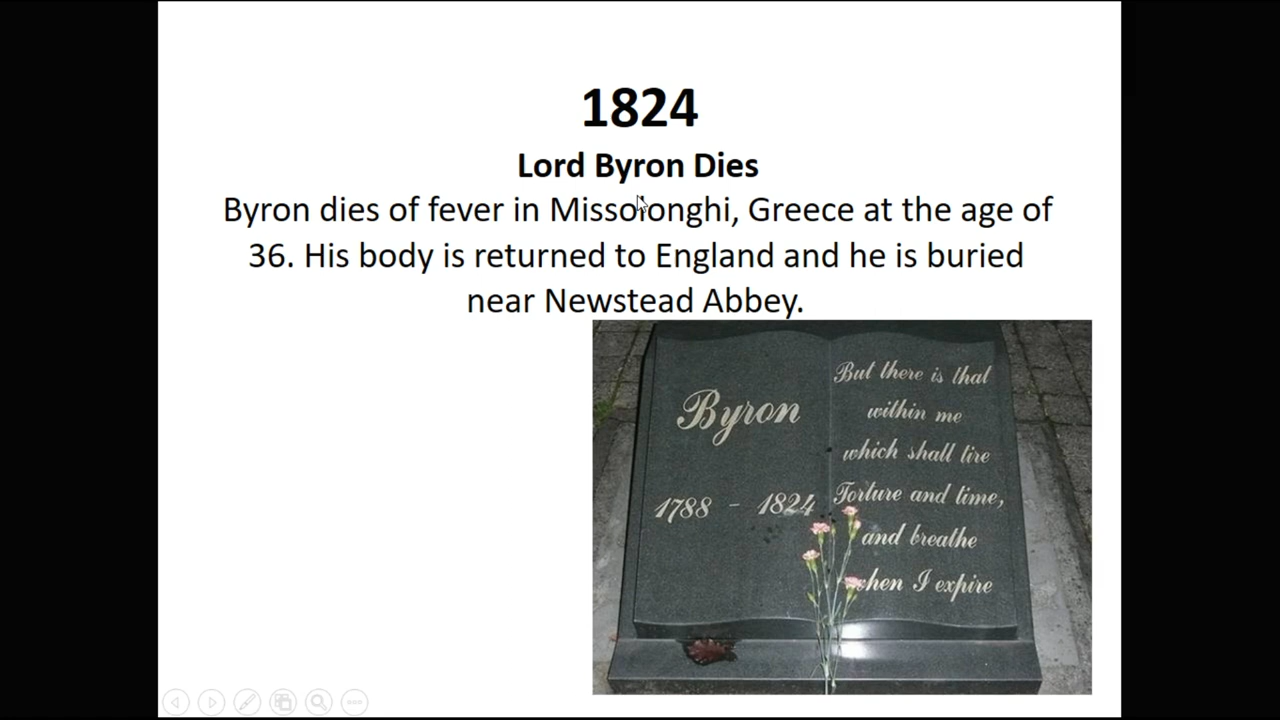 1824
Lord Byron Dies
Byron dies of fever in Missolonghi, Greece at the age of
36. His body is returned to England and he is buried
near Newstead Abbey.
Byron
1788 - 1824
But there is that
within me
which shall tire
Torture and time,
and breathe
when I expire